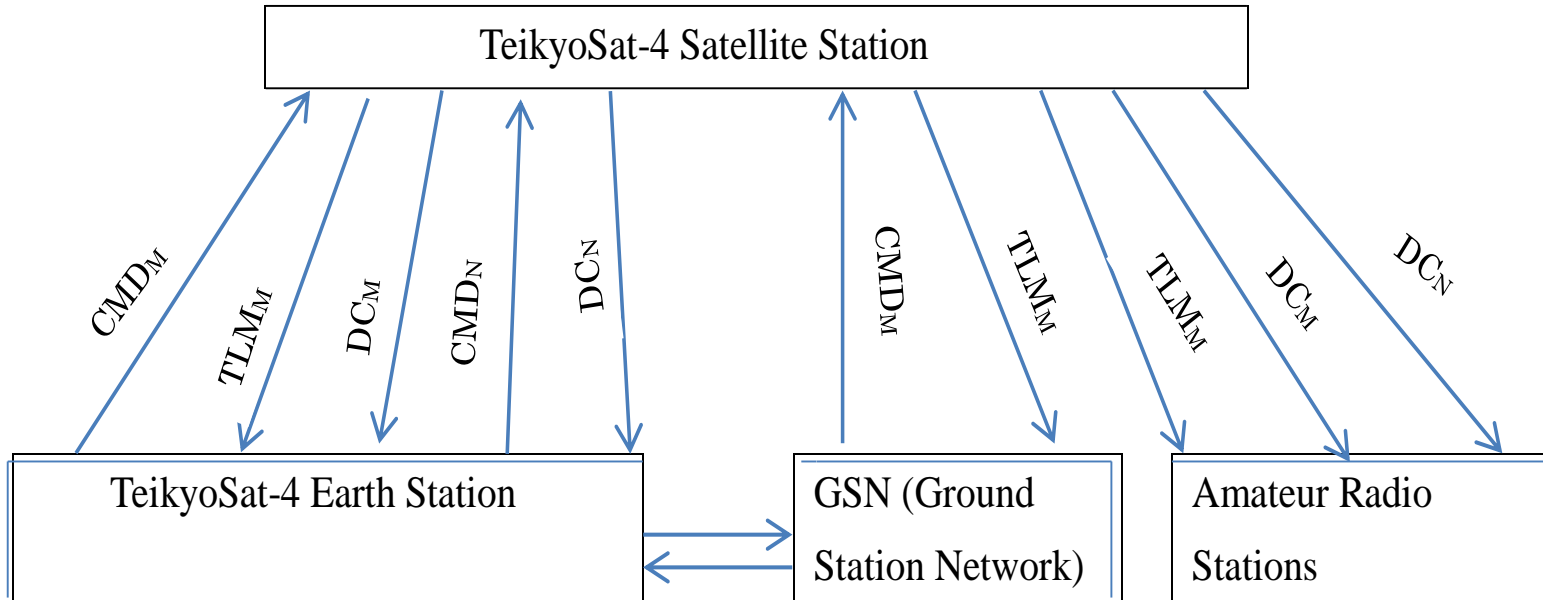 TeikyoSat-4 Satellite Station
CMDM
TLMM
DCM
CMDN
DCN
CMDM
TLMM
TLMM
DCM
DCN
TeikyoSat-4 Earth Station
GSN (Ground
Station Network)
Amateur Radio
Stations